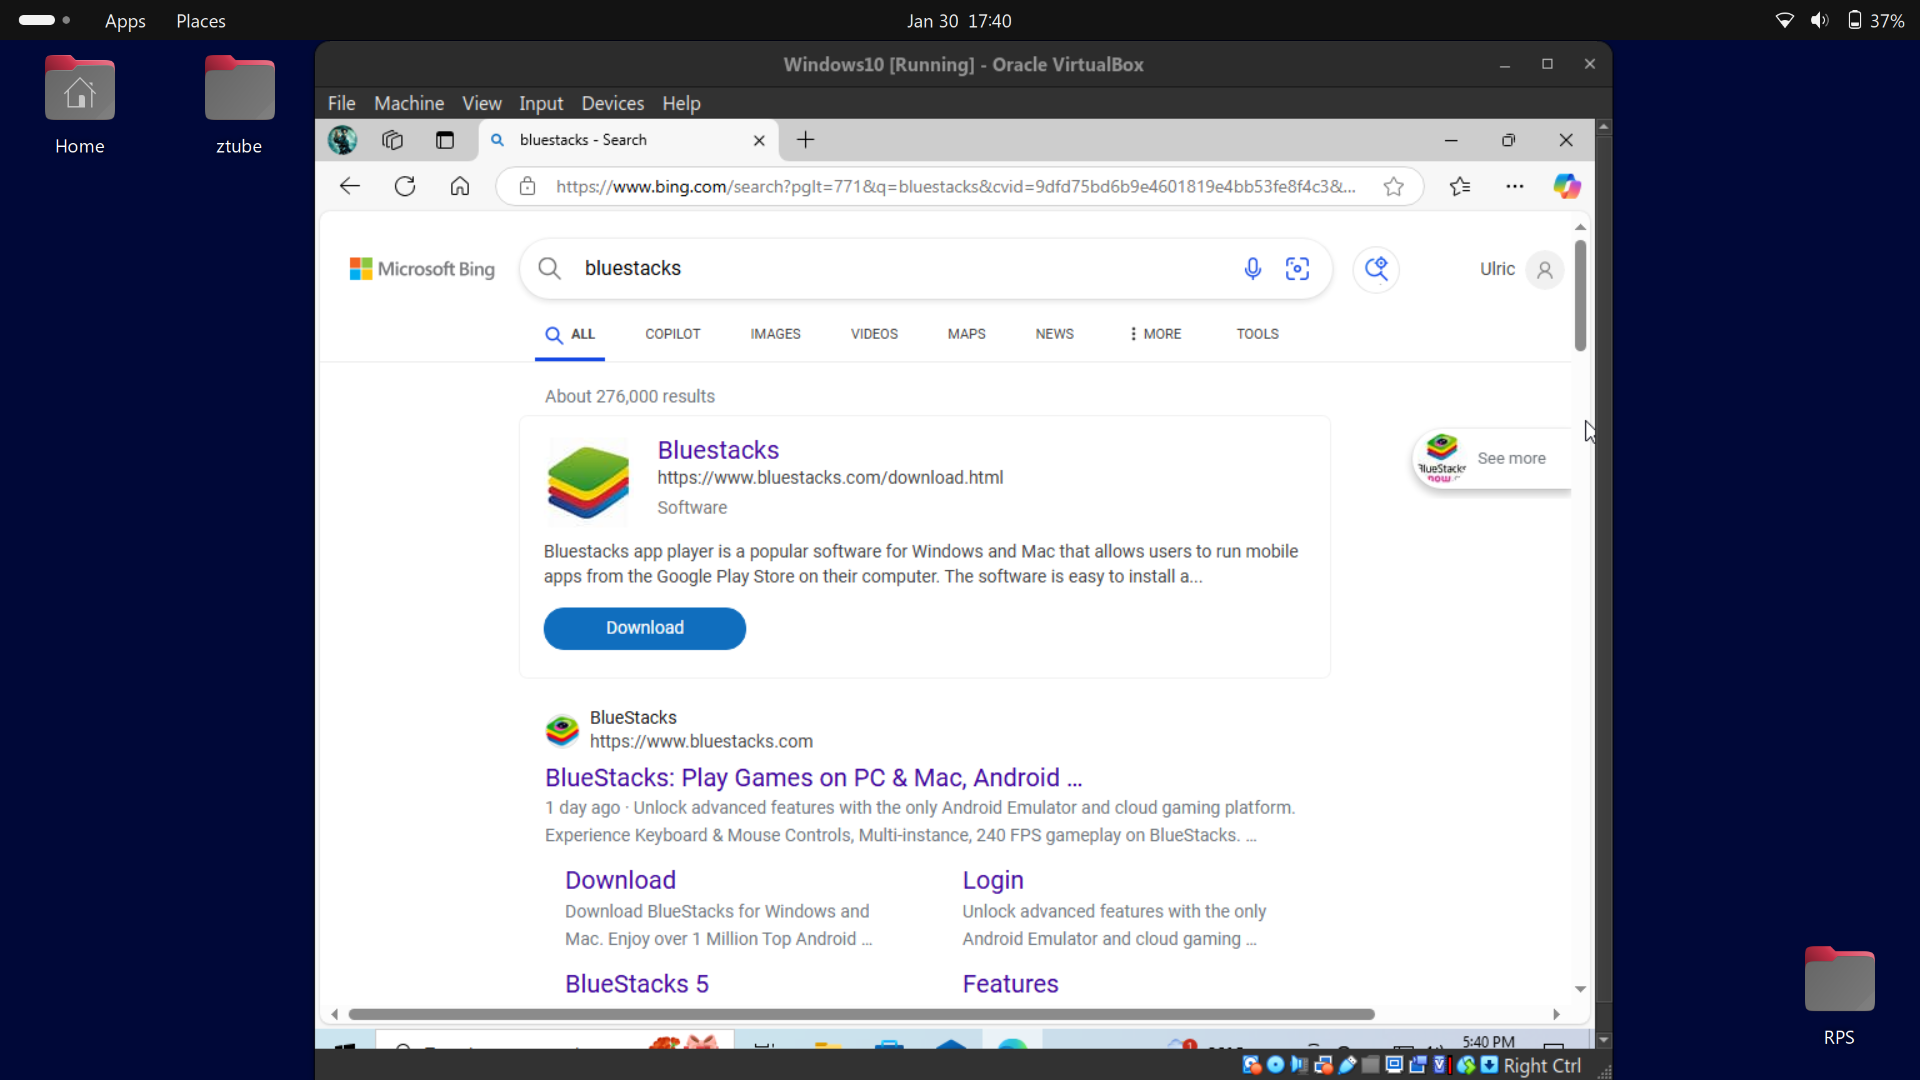 Apps Places Jan 30 17:40 37%
Home
ztube
Windows10 [Running] - Oracle VirtualBox
File Machine View Input Devices Help
bluestacks - Search
https://www.bing.com/search?pglt=771&q=bluestacks&cvid=9dfd75bd6b9e4601819e4bb53fe8f4c3&...
Microsoft Bing
bluestacks
Ulric
ALL COPILOT IMAGES VIDEOS MAPS NEWS MORE TOOLS
About 276,000 results
Bluestacks
https://www.bluestacks.com/download.html
Software
Bluestacks app player is a popular software for Windows and Mac that allows users to run mobile
apps from the Google Play Store on their computer. The software is easy to install a...
Download
See more
BlueStacks
https://www.bluestacks.com
BlueStacks: Play Games on PC & Mac, Android ...
1 day ago · Unlock advanced features with the only Android Emulator and cloud gaming platform.
Experience Keyboard & Mouse Controls, Multi-instance, 240 FPS gameplay on BlueStacks. ...
Download
Download BlueStacks for Windows and
Mac. Enjoy over 1 Million Top Android ...
Login
Unlock advanced features with the only
Android Emulator and cloud gaming ...
BlueStacks 5
Features
5:40 PM
Right Ctrl
RPS